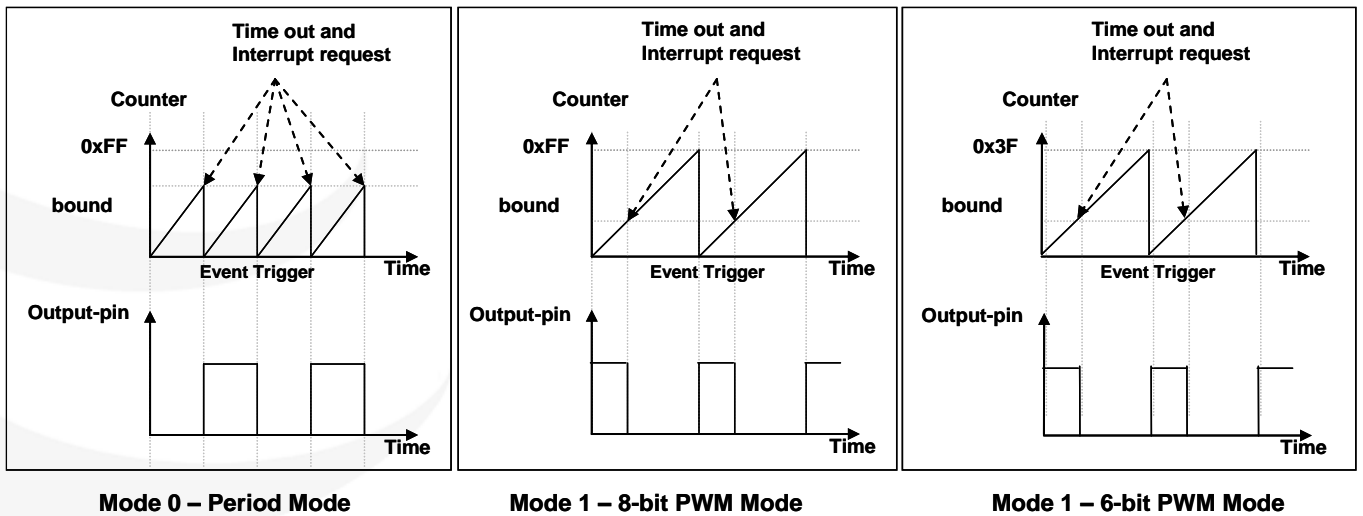 Time out and
Interrupt request
Counter
0xFF
bound
Event Trigger
Time
Output-pin
Time
Mode 0 – Period Mode
Time out and
Interrupt request
Counter
0xFF
bound
Event Trigger
Time
Output-pin
Time
Mode 1 – 8-bit PWM Mode
Time out and
Interrupt request
Counter
0x3F
bound
Event Trigger
Time
Output-pin
Time
Mode 1 – 6-bit PWM Mode